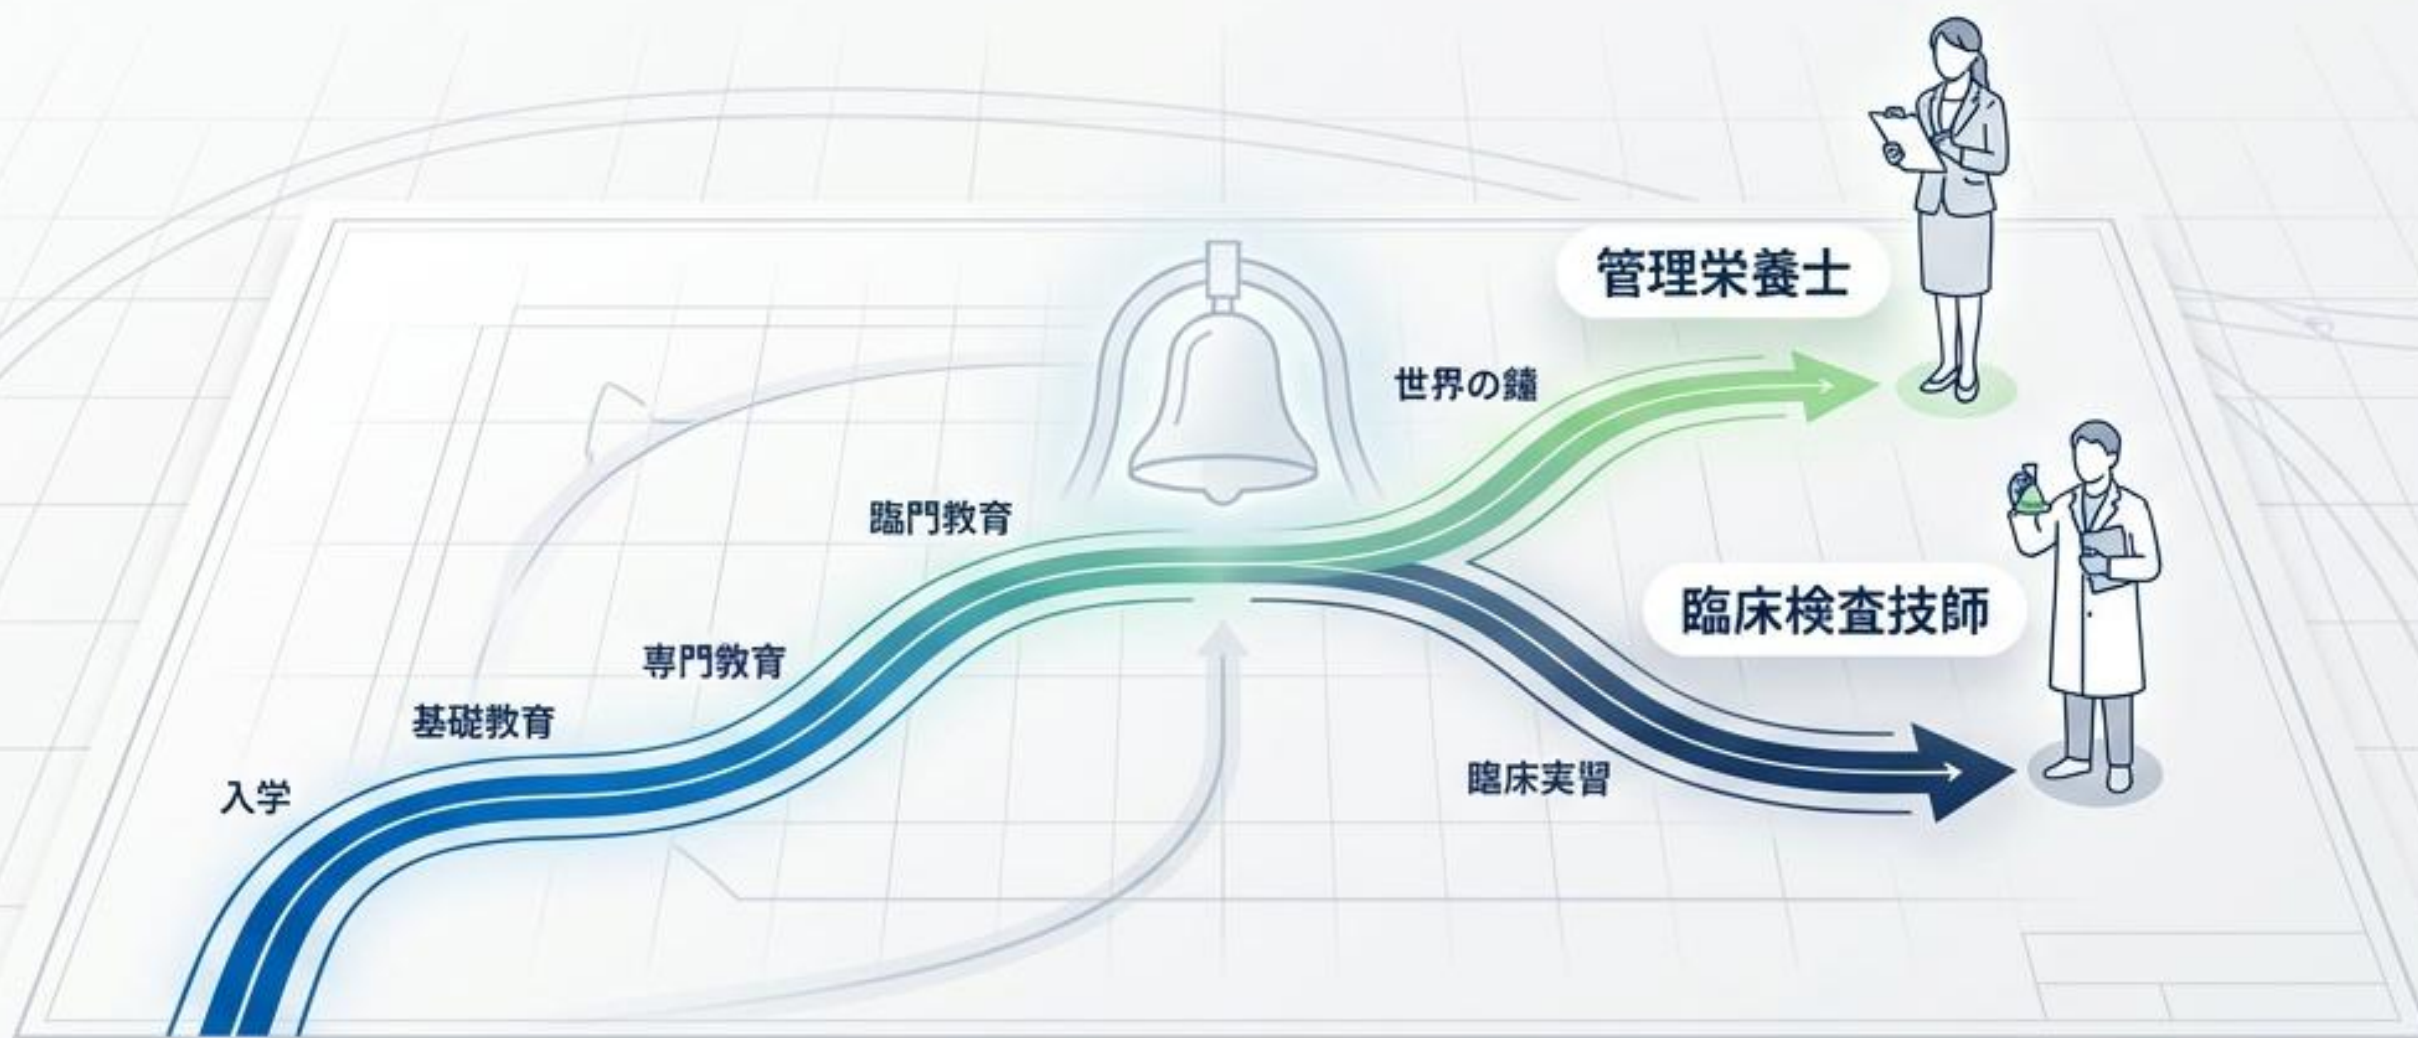 管理栄養士
世界の鐘
臨門教育
臨床検査技師
専門教育
基礎教育
臨床実習
入学